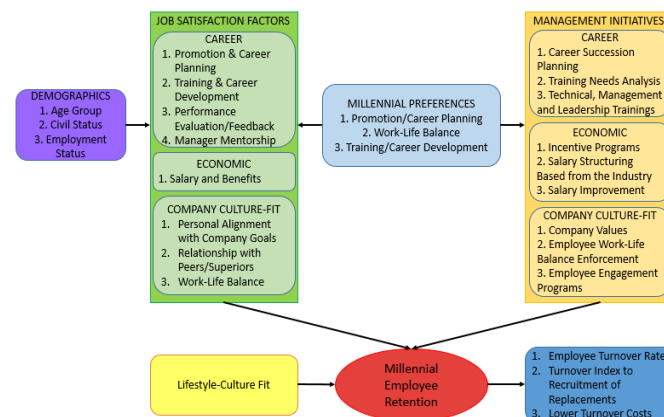 JOB SATISFACTION FACTORS
CAREER
1. Promotion & Career
Planning
2. Training & Career
Development
3. Performance
Evaluation/Feedback
4. Manager Mentorship
ECONOMIC
1. Salary and Benefits
COMPANY CULTURE-FIT
1. Personal Alignment
with Company Goals
2. Relationship with
Peers/Superiors
3. Work-Life Balance
DEMOGRAPHICS
1. Age Group
2. Civil Status
3. Employment
Status
MILLENNIAL PREFERENCES
1. Promotion/Career Planning
2. Work-Life Balance
3. Training/Career Development
MANAGEMENT INITIATIVES
CAREER
1. Career Succession
Planning
2. Training Needs Analysis
3. Technical, Management
and Leadership Trainings
ECONOMIC
1. Incentive Programs
2. Salary Structuring
Based from the Industry
3. Salary Improvement
COMPANY CULTURE-FIT
1. Company Values
2. Employee Work-Life
Balance Enforcement
3. Employee Engagement
Programs
Lifestyle-Culture Fit
Millennial
Employee
Retention
1. Employee Turnover Rate
2. Turnover Index to
Recruitment of
Replacements
3. Lower Turnover Costs